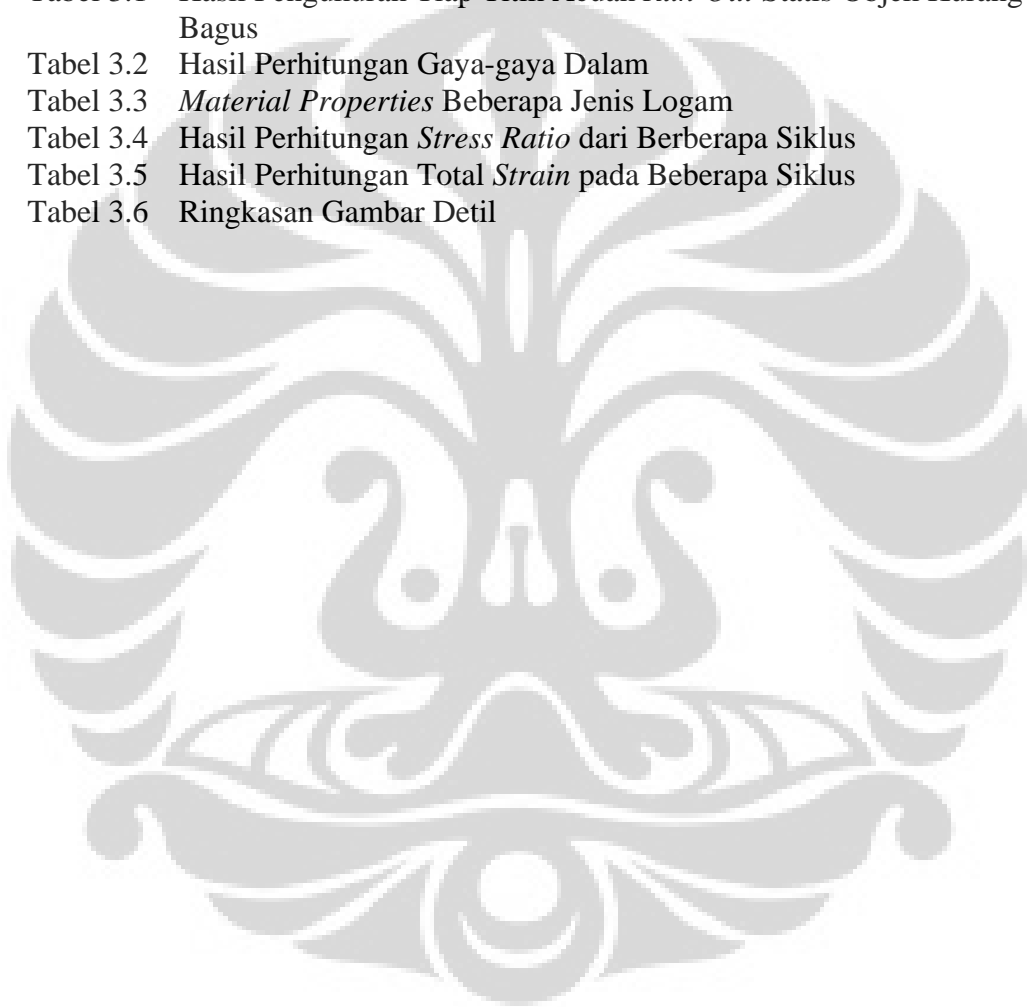 Bagus
Tabel 3.2 Hasil Perhitungan Gaya-gaya Dalam
Tabel 3.3 Material Properties Beberapa Jenis Logam
Tabel 3.4 Hasil Perhitungan Stress Ratio dari Berberapa Siklus
Tabel 3.5 Hasil Perhitungan Total Strain pada Beberapa Siklus
Tabel 3.6 Ringkasan Gambar Detil